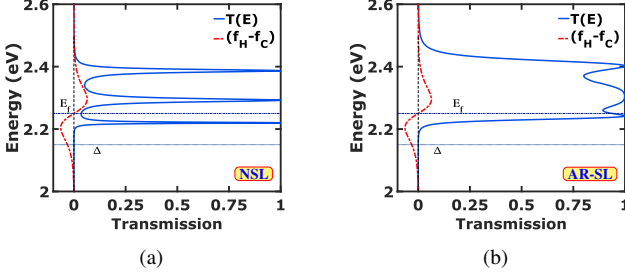 2.6
2.4
2.2
2
Energy (eV)
T(E)
(f_H-f_C)
E_f
Δ
NSL
0 0.25 0.5 0.75 1
Transmission
(a)
2.6
2.4
2.2
2
Energy (eV)
T(E)
(f_H-f_C)
E_f
Δ
AR-SL
0 0.25 0.5 0.75 1
Transmission
(b)